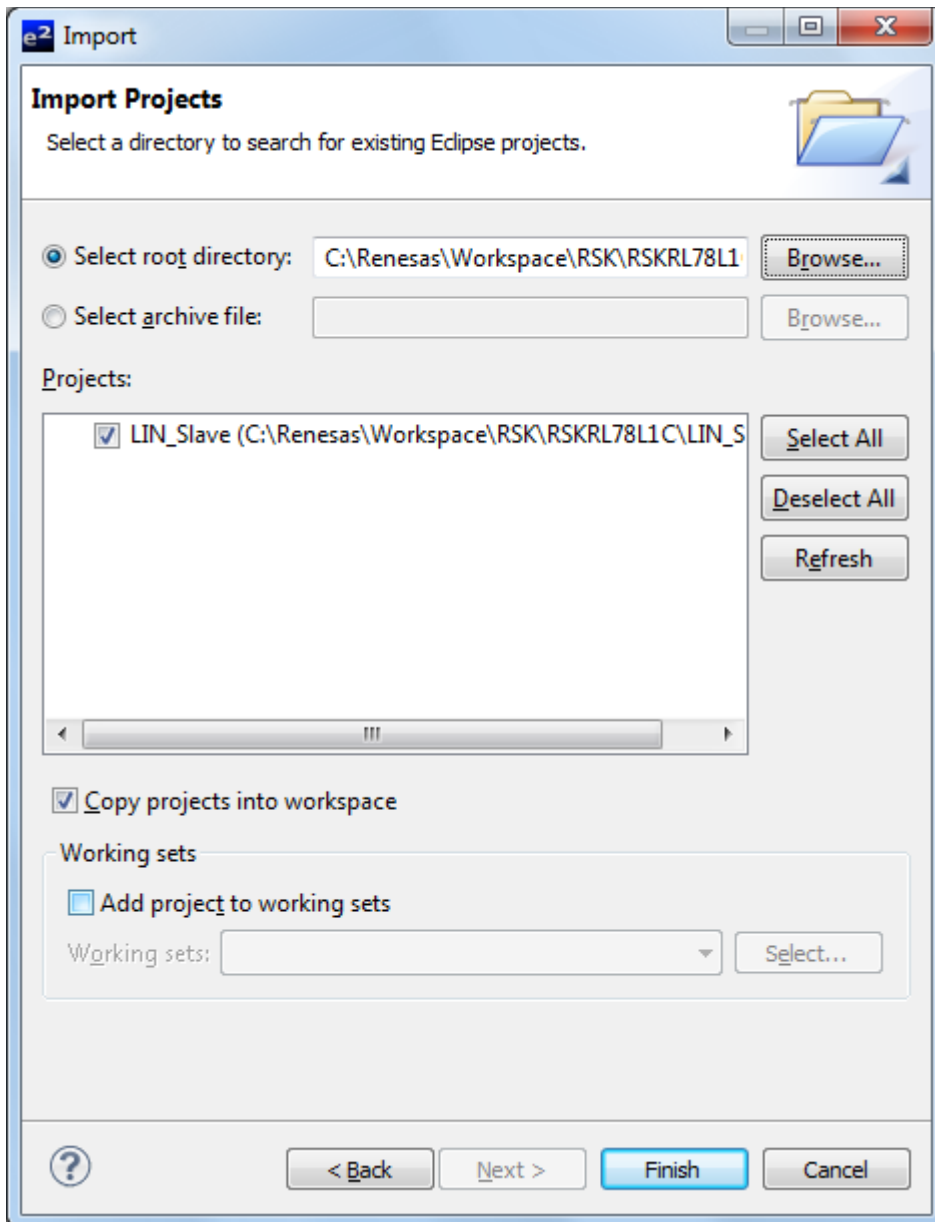 e² Import
Import Projects
Select a directory to search for existing Eclipse projects.
Select root directory: C:\Renesas\Workspace\RSK\RSKRL78L1 Browse...
Select archive file: Browse...
Projects:
LIN_Slave (C:\Renesas\Workspace\RSK\RSKRL78L1C\LIN_S Select All
Deselect All
Refresh
Copy projects into workspace
Working sets
Add project to working sets
Working sets: Select...
? < Back Next > Finish Cancel